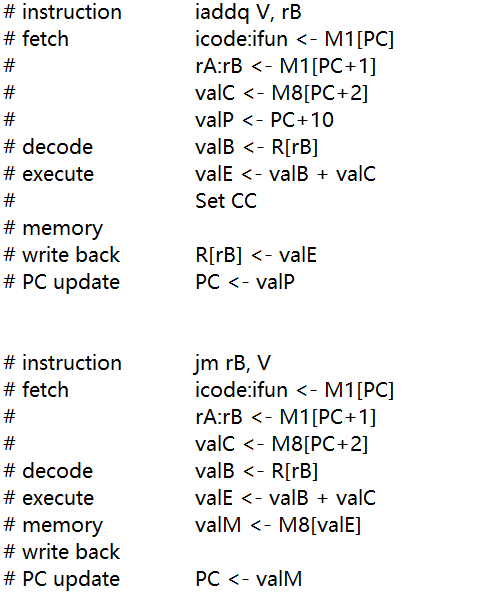 # instruction iaddq V, rB
# fetch icode:ifun <- M1[PC]
# rA:rB <- M1[PC+1]
# valC <- M8[PC+2]
# valP <- PC+10
# decode valB <- R[rB]
# execute valE <- valB + valC
# Set CC
# memory
# write back R[rB] <- valE
# PC update PC <- valP
# instruction jm rB, V
# fetch icode:ifun <- M1[PC]
# rA:rB <- M1[PC+1]
# valC <- M8[PC+2]
# decode valB <- R[rB]
# execute valE <- valB + valC
# memory valM <- M8[valE]
# write back
# PC update PC <- valM